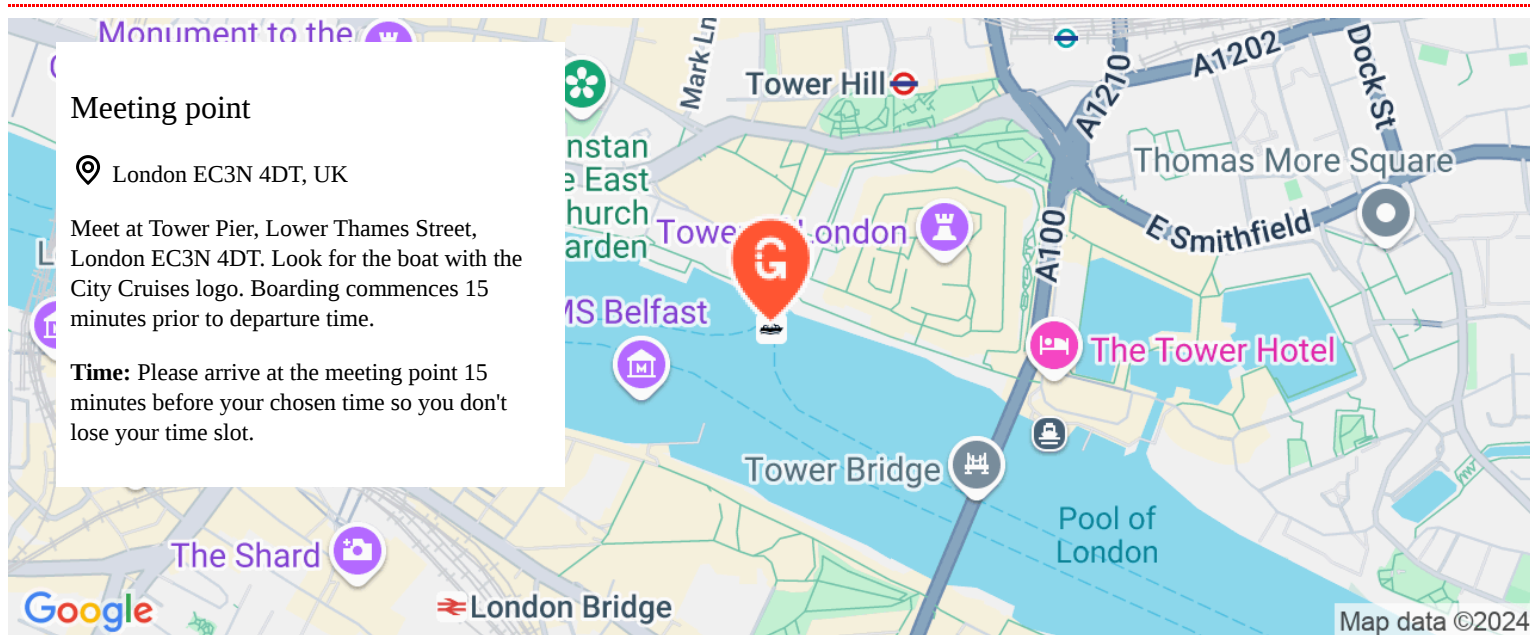 Monument to the
Meeting point
London EC3N 4DT, UK
Meet at Tower Pier, Lower Thames Street,
London EC3N 4DT. Look for the boat with the
City Cruises logo. Boarding commences 15
minutes prior to departure time.
Time: Please arrive at the meeting point 15
minutes before your chosen time so you don't
lose your time slot.
Mark Ln
Tower Hill
A1210
A1202
Dock St
Thomas More Square
nstan
East
hurch
arden
Towe
ondon
G
A100
E Smithfield
MS Belfast
M
The Tower Hotel
Tower Bridge
Pool of
London
The Shard
London Bridge
Google
Map data ©2024